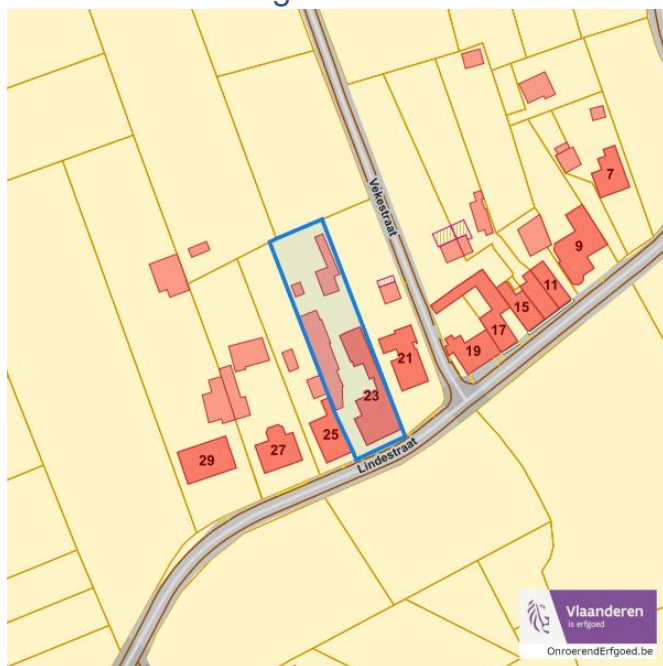 Vekestraat
7
9
11
15
17
19
21
23
25
27
29
Lindestraat
Vlaanderen
is erfgoed
OnroerendErfgoed.be